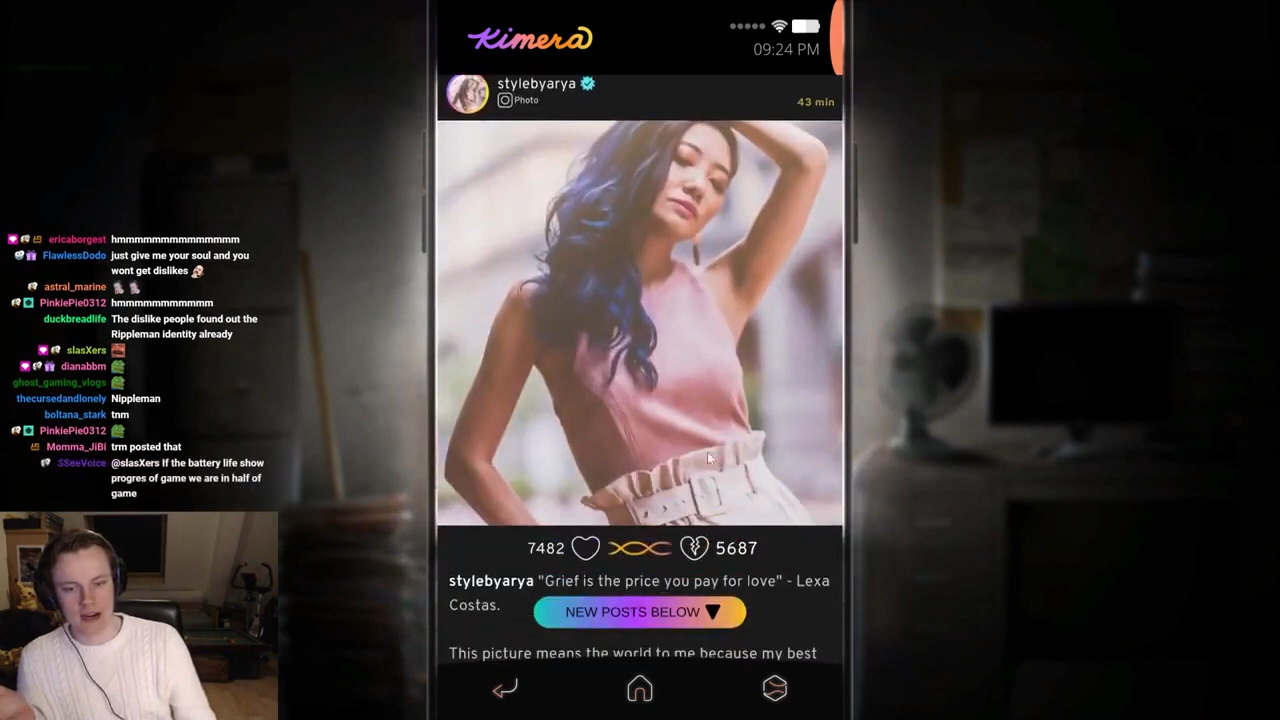 Kimera
09:24 PM
stylebyarya
Photo
43 min
ericaborgest hmmmmmmmmmmmmmmm
FlawlessDodo just give me your soul and you
wont get dislikes
astral_marine
PinkiePie0312 hmmmmmmmmmmm
duckbreadlife The dislike people found out the
Rippleman identity already
slasXers
dianabbm
ghost_gaming_vlogs
thecursedandlonely Nippleman
boltana_stark tnm
PinkiePie0312
Momma_JiBi trm posted that
SSeeVoice @slasXers If the battery life show
progres of game we are in half of
game
7482 5687
stylebyarya "Grief is the price you pay for love" - Lexa
Costas.
NEW POSTS BELOW
This picture means the world to me because my best